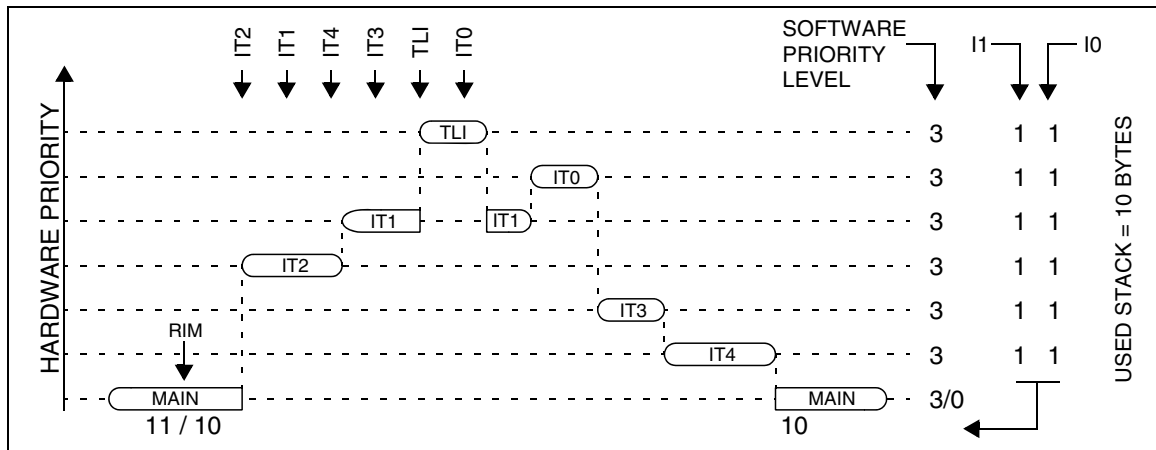 IT2
IT1
IT4
IT3
TLI
IT0
SOFTWARE
PRIORITY
LEVEL
I1
I0
HARDWARE PRIORITY
TLI
3 1 1
IT0
3 1 1
IT1 IT1
3 1 1
IT2
3 1 1
IT3
3 1 1
RIM
IT4
3 1 1
MAIN MAIN
3/0
11 / 10 10
USED STACK = 10 BYTES